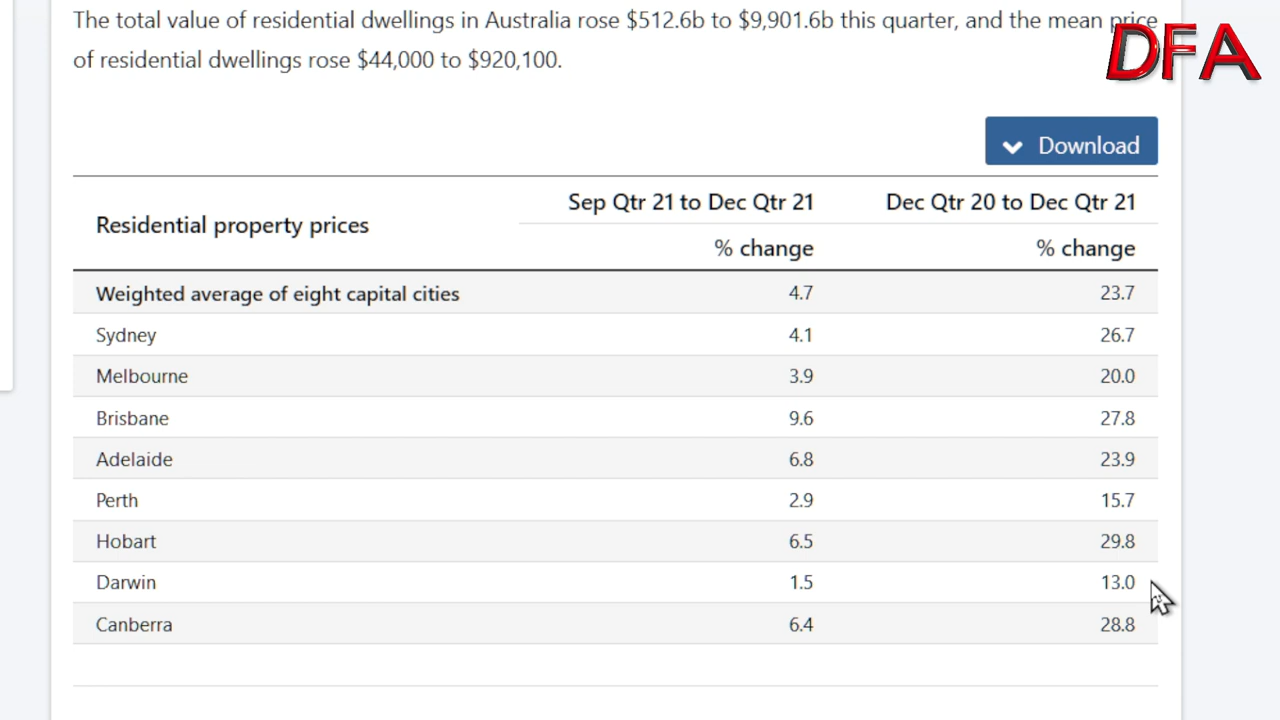 The total value of residential dwellings in Australia rose $512.6b to $9,901.6b this quarter, and the mean price
of residential dwellings rose $44,000 to $920,100.
DFA
Download
Residential property prices Sep Qtr 21 to Dec Qtr 21 Dec Qtr 20 to Dec Qtr 21
% change % change
Weighted average of eight capital cities 4.7 23.7
Sydney 4.1 26.7
Melbourne 3.9 20.0
Brisbane 9.6 27.8
Adelaide 6.8 23.9
Perth 2.9 15.7
Hobart 6.5 29.8
Darwin 1.5 13.0
Canberra 6.4 28.8